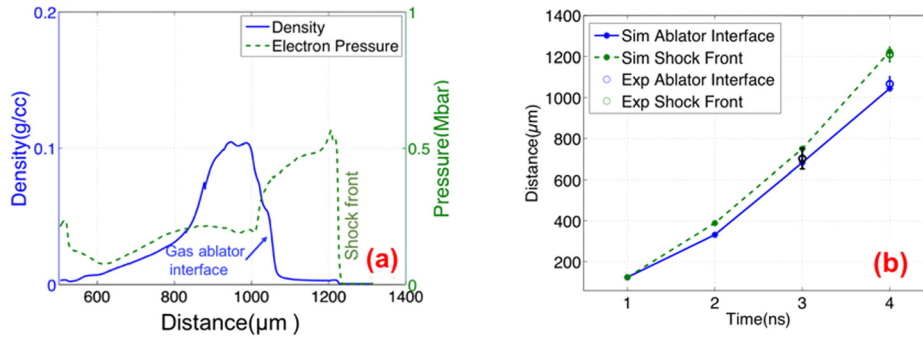 0.2
0.1
0
Density(g/cc)
Density
Electron Pressure
1
0.5
0
Pressure(Mbar)
Gas ablator
interface
Shock front
(a)
600 800 1000 1200 1400
Distance(µm )
1400
1200
1000
800
600
400
200
Distance(µm)
Sim Ablator Interface
Sim Shock Front
Exp Ablator Interface
Exp Shock Front
(b)
1 2 3 4
Time(ns)